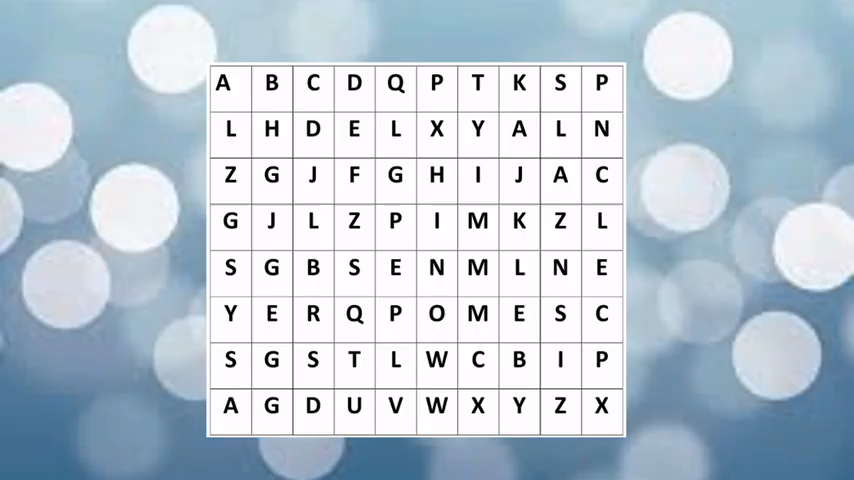 A B C D Q P T K S P
L H D E L X Y A L N
Z G J F G H I J A C
G J L Z P I M K Z L
S G B S E N M L N E
Y E R Q P O M E S C
S G S T L W C B I P
A G D U V W X Y Z X